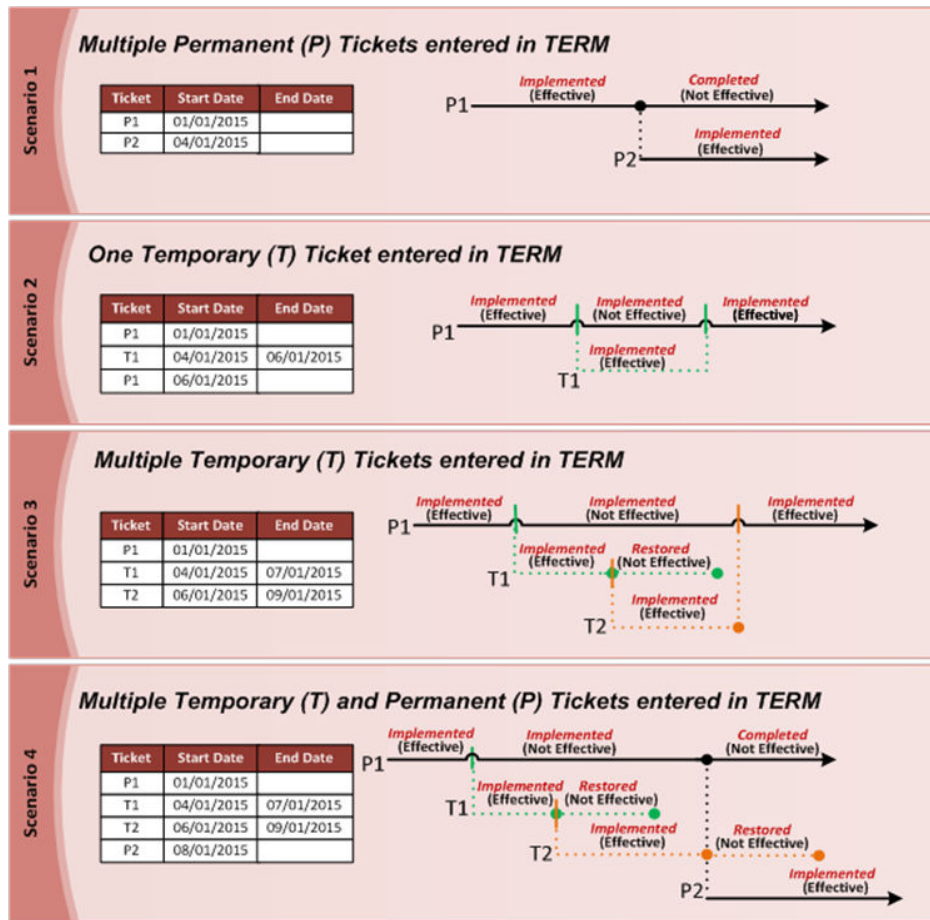 Scenario 1
Multiple Permanent (P) Tickets entered in TERM
Ticket Start Date End Date
P1 01/01/2015
P2 04/01/2015
Implemented Completed
(Effective) (Not Effective)
P1
Implemented
(Effective)
P2
Scenario 2
One Temporary (T) Ticket entered in TERM
Ticket Start Date End Date
P1 01/01/2015
T1 04/01/2015 06/01/2015
P1 06/01/2015
Implemented Implemented Implemented
(Effective) (Not Effective) (Effective)
P1
Implemented
(Effective)
T1
Scenario 3
Multiple Temporary (T) Tickets entered in TERM
Ticket Start Date End Date
P1 01/01/2015
T1 04/01/2015 07/01/2015
T2 06/01/2015 09/01/2015
Implemented Implemented Implemented
(Effective) (Not Effective) (Effective)
P1
Implemented Restored
(Effective) (Not Effective)
T1
Implemented
(Effective)
T2
Scenario 4
Multiple Temporary (T) and Permanent (P) Tickets entered in TERM
Ticket Start Date End Date
P1 01/01/2015
T1 04/01/2015 07/01/2015
T2 06/01/2015 09/01/2015
P2 08/01/2015
Implemented Implemented Completed
(Effective) (Not Effective) (Not Effective)
P1
Implemented Restored
(Effective) (Not Effective)
T1
Implemented Restored
(Effective) (Not Effective)
T2
Implemented
(Effective)
P2